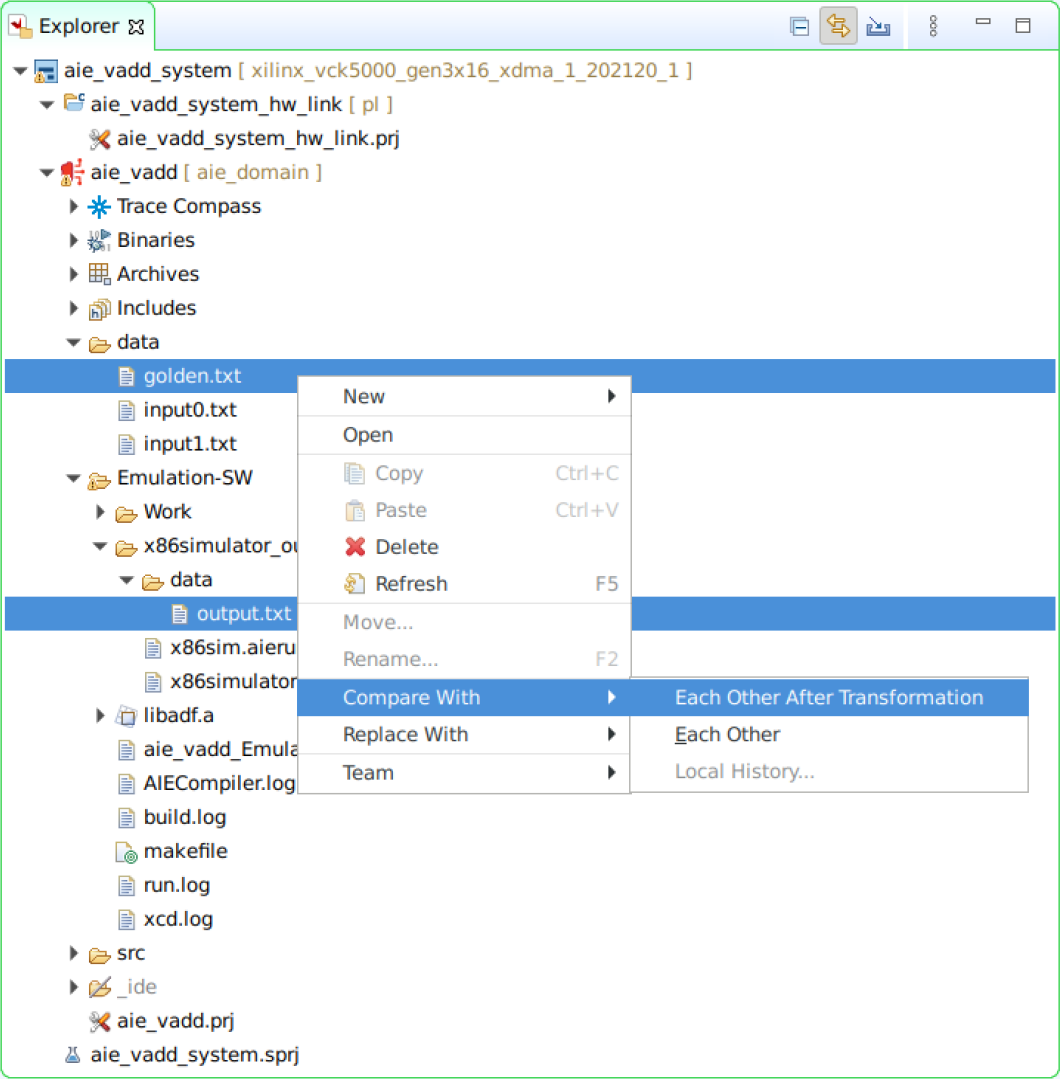 Explorer
aie_vadd_system [ xilinx_vck5000_gen3x16_xdma_1_202120_1 ]
aie_vadd_system_hw_link [ pl ]
aie_vadd_system_hw_link.prj
aie_vadd [ aie_domain ]
Trace Compass
Binaries
Archives
Includes
data
golden.txt
input0.txt
input1.txt
Emulation-SW
Work
x86simulator_ou
data
output.txt
x86sim.aieru
x86simulator
libadf.a
aie_vadd_Emula
AIECompiler.log
build.log
makefile
run.log
xcd.log
src
_ide
aie_vadd.prj
aie_vadd_system.sprj
New
Open
Copy Ctrl+C
Paste Ctrl+V
Delete
Refresh F5
Move...
Rename... F2
Compare With
Replace With
Team
Each Other After Transformation
Each Other
Local History...